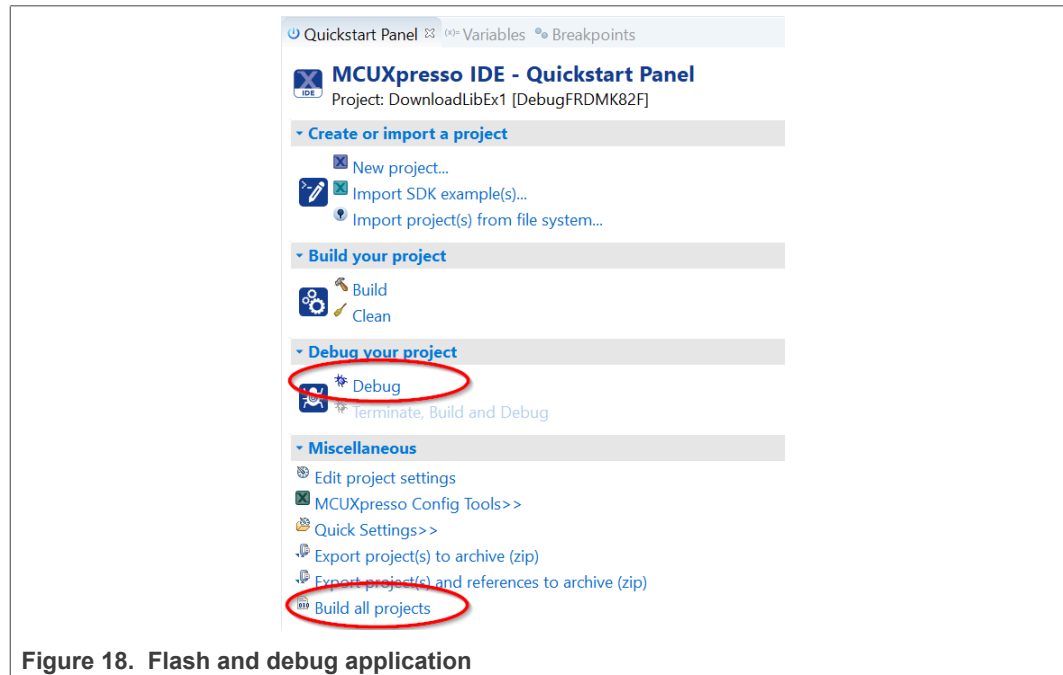 Quickstart Panel (x)= Variables Breakpoints
MCUXpresso IDE - Quickstart Panel
IDE
Project: DownloadLibEx1 [DebugFRDMK82F]
Create or import a project
New project...
Import SDK example(s)...
Import project(s) from file system...
Build your project
Build
Clean
Debug your project
Debug
Terminate, Build and Debug
Miscellaneous
Edit project settings
MCUXpresso Config Tools>>
Quick Settings>>
Export project(s) to archive (zip)
Export project(s) and references to archive (zip)
Build all projects
Figure 18. Flash and debug application